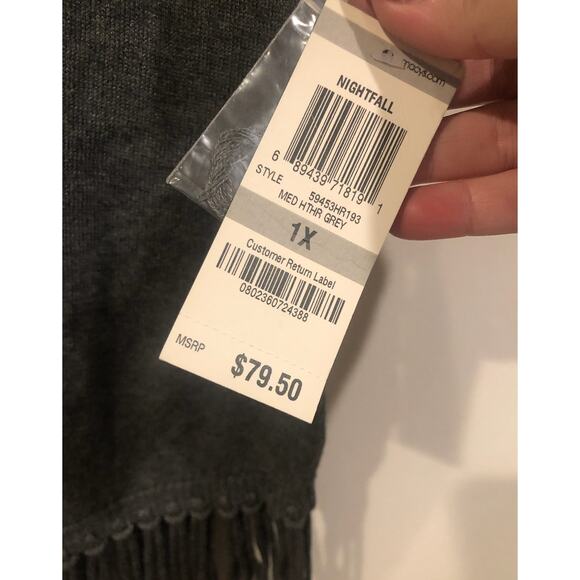 macys.com
NIGHTFALL
6 89439 71819 1
STYLE 59453HR193
MED HTHR GREY
1X
Customer Return Label
0802360724388
MSRP $79.50